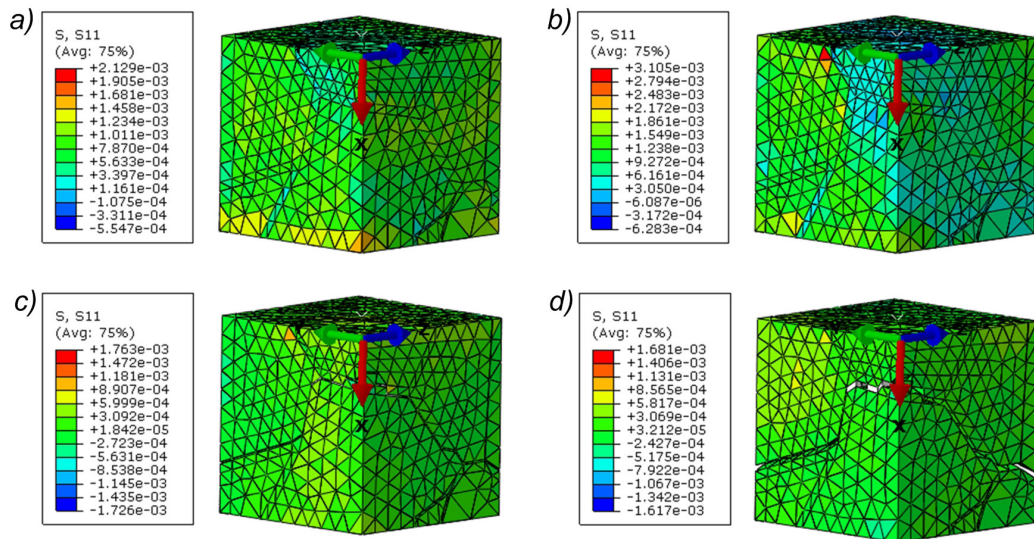 a)
S, S11
(Avg: 75%)
+2.129e-03
+1.905e-03
+1.681e-03
+1.458e-03
+1.234e-03
+1.011e-03
+7.870e-04
+5.633e-04
+3.397e-04
+1.161e-04
-1.075e-04
-3.311e-04
-5.547e-04
Y
X
b)
S, S11
(Avg: 75%)
+3.105e-03
+2.794e-03
+2.483e-03
+2.172e-03
+1.861e-03
+1.549e-03
+1.238e-03
+9.272e-04
+6.161e-04
+3.050e-04
-6.087e-06
-3.172e-04
-6.283e-04
Y
X
c)
S, S11
(Avg: 75%)
+1.763e-03
+1.472e-03
+1.181e-03
+8.907e-04
+5.999e-04
+3.092e-04
+1.842e-05
-2.723e-04
-5.631e-04
-8.538e-04
-1.145e-03
-1.435e-03
-1.726e-03
Y
X
d)
S, S11
(Avg: 75%)
+1.681e-03
+1.406e-03
+1.131e-03
+8.565e-04
+5.817e-04
+3.069e-04
+3.212e-05
-2.427e-04
-5.175e-04
-7.922e-04
-1.067e-03
-1.342e-03
-1.617e-03
Y
X